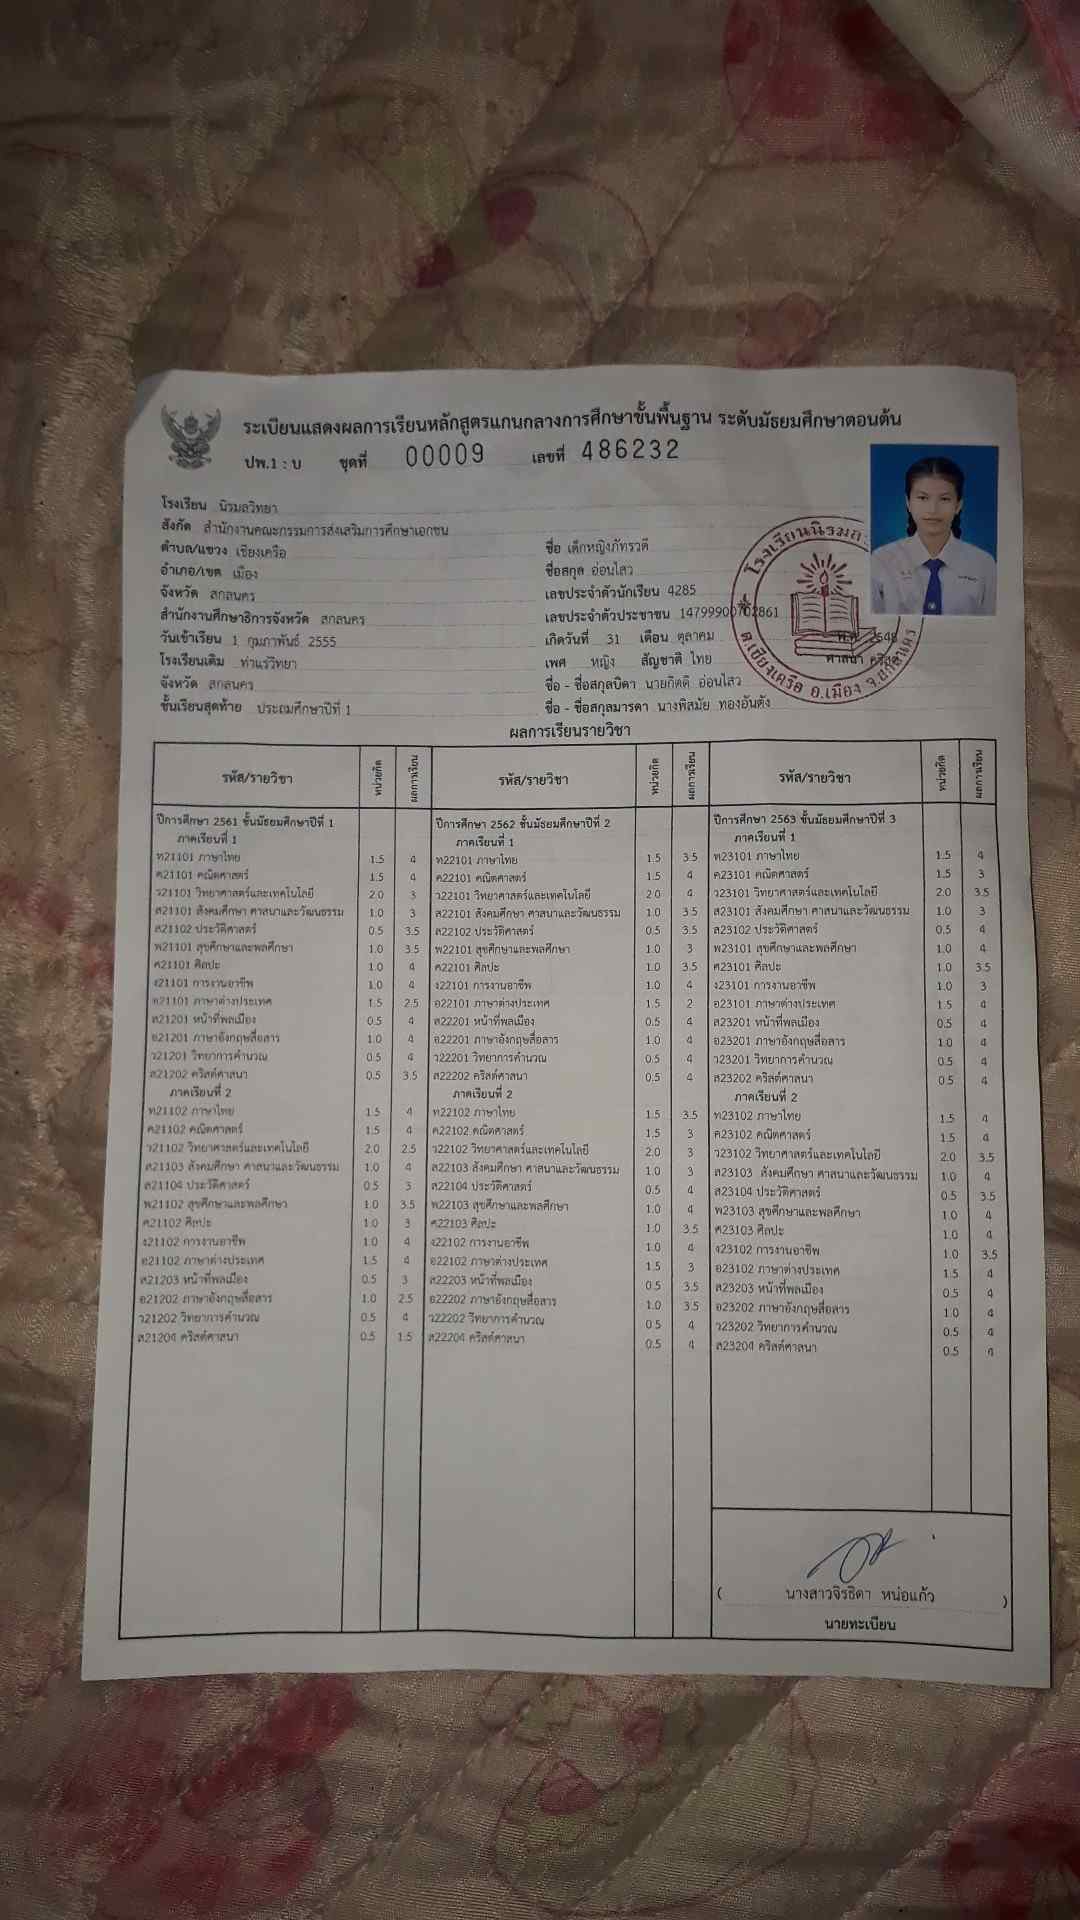 ระเบียนแสดงผลการเรียนหลักสูตรแกนกลางการศึกษาขั้นพื้นฐาน ระดับมัธยมศึกษาตอนต้น
ปพ.1 : บ ชุดที่ 00009 เลขที่ 486232
โรงเรียน นิรมลวิทยา
สังกัด สำนักงานคณะกรรมการส่งเสริมการศึกษาเอกชน
ตำบล/แขวง เชียงเครือ
อำเภอ/เขต เมือง
จังหวัด สกลนคร
สำนักงานศึกษาธิการจังหวัด สกลนคร
วันเข้าเรียน 1 กุมภาพันธ์ 2555
โรงเรียนเดิม ท่าแร่วิทยา
จังหวัด สกลนคร
ชั้นเรียนสุดท้าย ประถมศึกษาปีที่ 1
ชื่อ เด็กหญิงภัทรวดี
ชื่อสกุล อ่อนไสว
เลขประจำตัวนักเรียน 4285
เลขประจำตัวประชาชน 14799900702861
เกิดวันที่ 31 เดือน ตุลาคม พ.ศ. 2548
เพศ หญิง สัญชาติ ไทย ศาสนา คริสต์
ชื่อ - ชื่อสกุลบิดา นายกิตติ อ่อนไสว
ชื่อ - ชื่อสกุลมารดา นางพิสมัย ทองอันตัง
ต.เชียงเครือ อ.เมือง จ.สกลนคร
ผลการเรียนรายวิชา
รหัส/รายวิชา หน่วยกิต ผลการเรียน
ปีการศึกษา 2561 ชั้นมัธยมศึกษาปีที่ 1
ภาคเรียนที่ 1
ท21101 ภาษาไทย 1.5 4
ค21101 คณิตศาสตร์ 1.5 4
ว21101 วิทยาศาสตร์และเทคโนโลยี 2.0 3
ส21101 สังคมศึกษา ศาสนาและวัฒนธรรม 1.0 3
ส21102 ประวัติศาสตร์ 0.5 3.5
พ21101 สุขศึกษาและพลศึกษา 1.0 3.5
ศ21101 ศิลปะ 1.0 4
ง21101 การงานอาชีพ 1.0 4
อ21101 ภาษาต่างประเทศ 1.5 2.5
ส21201 หน้าที่พลเมือง 0.5 4
อ21201 ภาษาอังกฤษสื่อสาร 1.0 4
ว21201 วิทยาการคำนวณ 0.5 4
ส21202 คริสต์ศาสนา 0.5 3.5
ภาคเรียนที่ 2
ท21102 ภาษาไทย 1.5 4
ค21102 คณิตศาสตร์ 1.5 4
ว21102 วิทยาศาสตร์และเทคโนโลยี 2.0 2.5
ส21103 สังคมศึกษา ศาสนาและวัฒนธรรม 1.0 4
ส21104 ประวัติศาสตร์ 0.5 3
พ21102 สุขศึกษาและพลศึกษา 1.0 3.5
ศ21102 ศิลปะ 1.0 3
ง21102 การงานอาชีพ 1.0 4
อ21102 ภาษาต่างประเทศ 1.5 4
ส21203 หน้าที่พลเมือง 0.5 3
อ21202 ภาษาอังกฤษสื่อสาร 1.0 2.5
ว21202 วิทยาการคำนวณ 0.5 4
ส21204 คริสต์ศาสนา 0.5 1.5
รหัส/รายวิชา หน่วยกิต ผลการเรียน
ปีการศึกษา 2562 ชั้นมัธยมศึกษาปีที่ 2
ภาคเรียนที่ 1
ท22101 ภาษาไทย 1.5 3.5
ค22101 คณิตศาสตร์ 1.5 4
ว22101 วิทยาศาสตร์และเทคโนโลยี 2.0 4
ส22101 สังคมศึกษา ศาสนาและวัฒนธรรม 1.0 3.5
ส22102 ประวัติศาสตร์ 0.5 3.5
พ22101 สุขศึกษาและพลศึกษา 1.0 3
ศ22101 ศิลปะ 1.0 3.5
ง22101 การงานอาชีพ 1.0 4
อ22101 ภาษาต่างประเทศ 1.5 2
ส22201 หน้าที่พลเมือง 0.5 4
อ22201 ภาษาอังกฤษสื่อสาร 1.0 4
ว22201 วิทยาการคำนวณ 0.5 4
ส22202 คริสต์ศาสนา 0.5 4
ภาคเรียนที่ 2
ท22102 ภาษาไทย 1.5 3.5
ค22102 คณิตศาสตร์ 1.5 3
ว22102 วิทยาศาสตร์และเทคโนโลยี 2.0 3
ส22103 สังคมศึกษา ศาสนาและวัฒนธรรม 1.0 3
ส22104 ประวัติศาสตร์ 0.5 4
พ22103 สุขศึกษาและพลศึกษา 1.0 4
ศ22103 ศิลปะ 1.0 3.5
ง22102 การงานอาชีพ 1.0 4
อ22102 ภาษาต่างประเทศ 1.5 3
ส22203 หน้าที่พลเมือง 0.5 3.5
อ22202 ภาษาอังกฤษสื่อสาร 1.0 3.5
ว22202 วิทยาการคำนวณ 0.5 4
ส22204 คริสต์ศาสนา 0.5 4
รหัส/รายวิชา หน่วยกิต ผลการเรียน
ปีการศึกษา 2563 ชั้นมัธยมศึกษาปีที่ 3
ภาคเรียนที่ 1
ท23101 ภาษาไทย 1.5 4
ค23101 คณิตศาสตร์ 1.5 3
ว23101 วิทยาศาสตร์และเทคโนโลยี 2.0 3.5
ส23101 สังคมศึกษา ศาสนาและวัฒนธรรม 1.0 3
ส23102 ประวัติศาสตร์ 0.5 4
พ23101 สุขศึกษาและพลศึกษา 1.0 4
ศ23101 ศิลปะ 1.0 3.5
ง23101 การงานอาชีพ 1.0 3
อ23101 ภาษาต่างประเทศ 1.5 4
ส23201 หน้าที่พลเมือง 0.5 4
อ23201 ภาษาอังกฤษสื่อสาร 1.0 4
ว23201 วิทยาการคำนวณ 0.5 4
ส23202 คริสต์ศาสนา 0.5 4
ภาคเรียนที่ 2
ท23102 ภาษาไทย 1.5 4
ค23102 คณิตศาสตร์ 1.5 4
ว23102 วิทยาศาสตร์และเทคโนโลยี 2.0 3.5
ส23103 สังคมศึกษา ศาสนาและวัฒนธรรม 1.0 4
ส23104 ประวัติศาสตร์ 0.5 3.5
พ23103 สุขศึกษาและพลศึกษา 1.0 4
ศ23103 ศิลปะ 1.0 4
ง23102 การงานอาชีพ 1.0 3.5
อ23102 ภาษาต่างประเทศ 1.5 4
ส23203 หน้าที่พลเมือง 0.5 4
อ23202 ภาษาอังกฤษสื่อสาร 1.0 4
ว23202 วิทยาการคำนวณ 0.5 4
ส23204 คริสต์ศาสนา 0.5 4
( นางสาวจิรธิดา หน่อแก้ว )
นายทะเบียน